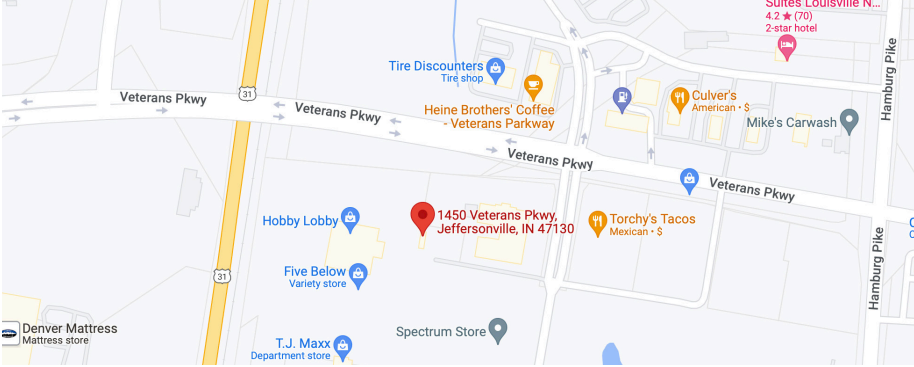 Suites Louisville N...
4.2 ★ (70)
2-star hotel
Hamburg Pike
Tire Discounters
Tire shop
Heine Brothers' Coffee
- Veterans Parkway
Culver's
American • $
Mike's Carwash
Veterans Pkwy
31
Veterans Pkwy
Veterans Pkwy
Veterans Pkwy
Hobby Lobby
1450 Veterans Pkwy,
Jeffersonville, IN 47130
Torchy's Tacos
Mexican • $
Five Below
Variety store
31
Hamburg Pike
Denver Mattress
Mattress store
Spectrum Store
T.J. Maxx
Department store